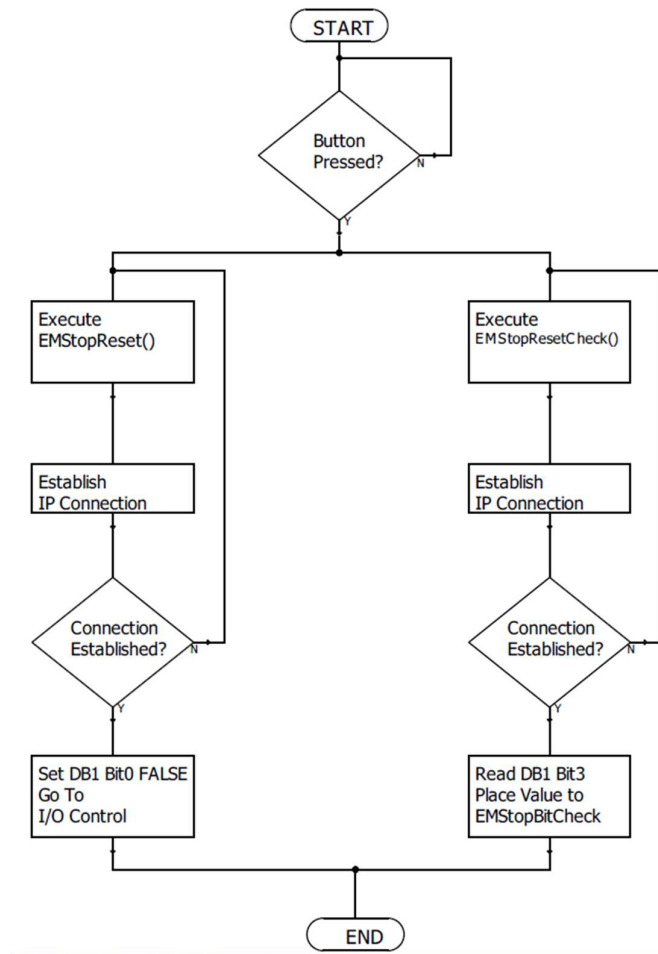 START
Button
Pressed?
N
Y
Execute
EMStopReset()
Execute
EMStopResetCheck()
Establish
IP Connection
Establish
IP Connection
Connection
Established?
N
Connection
Established?
N
Y
Y
Set DB1 Bit0 FALSE
Go To
I/O Control
Read DB1 Bit3
Place Value to
EMStopBitCheck
END